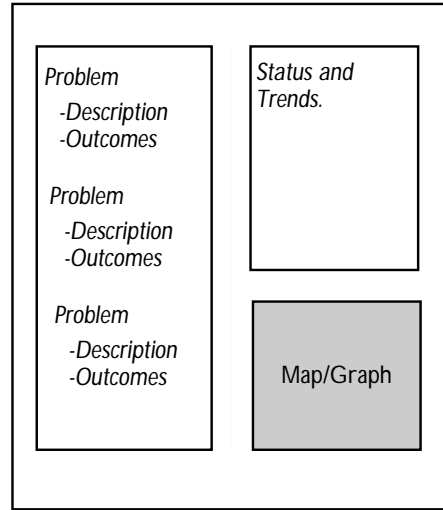 Problem
-Description
-Outcomes
Problem
-Description
-Outcomes
Problem
-Description
-Outcomes
Status and
Trends.
Map/Graph